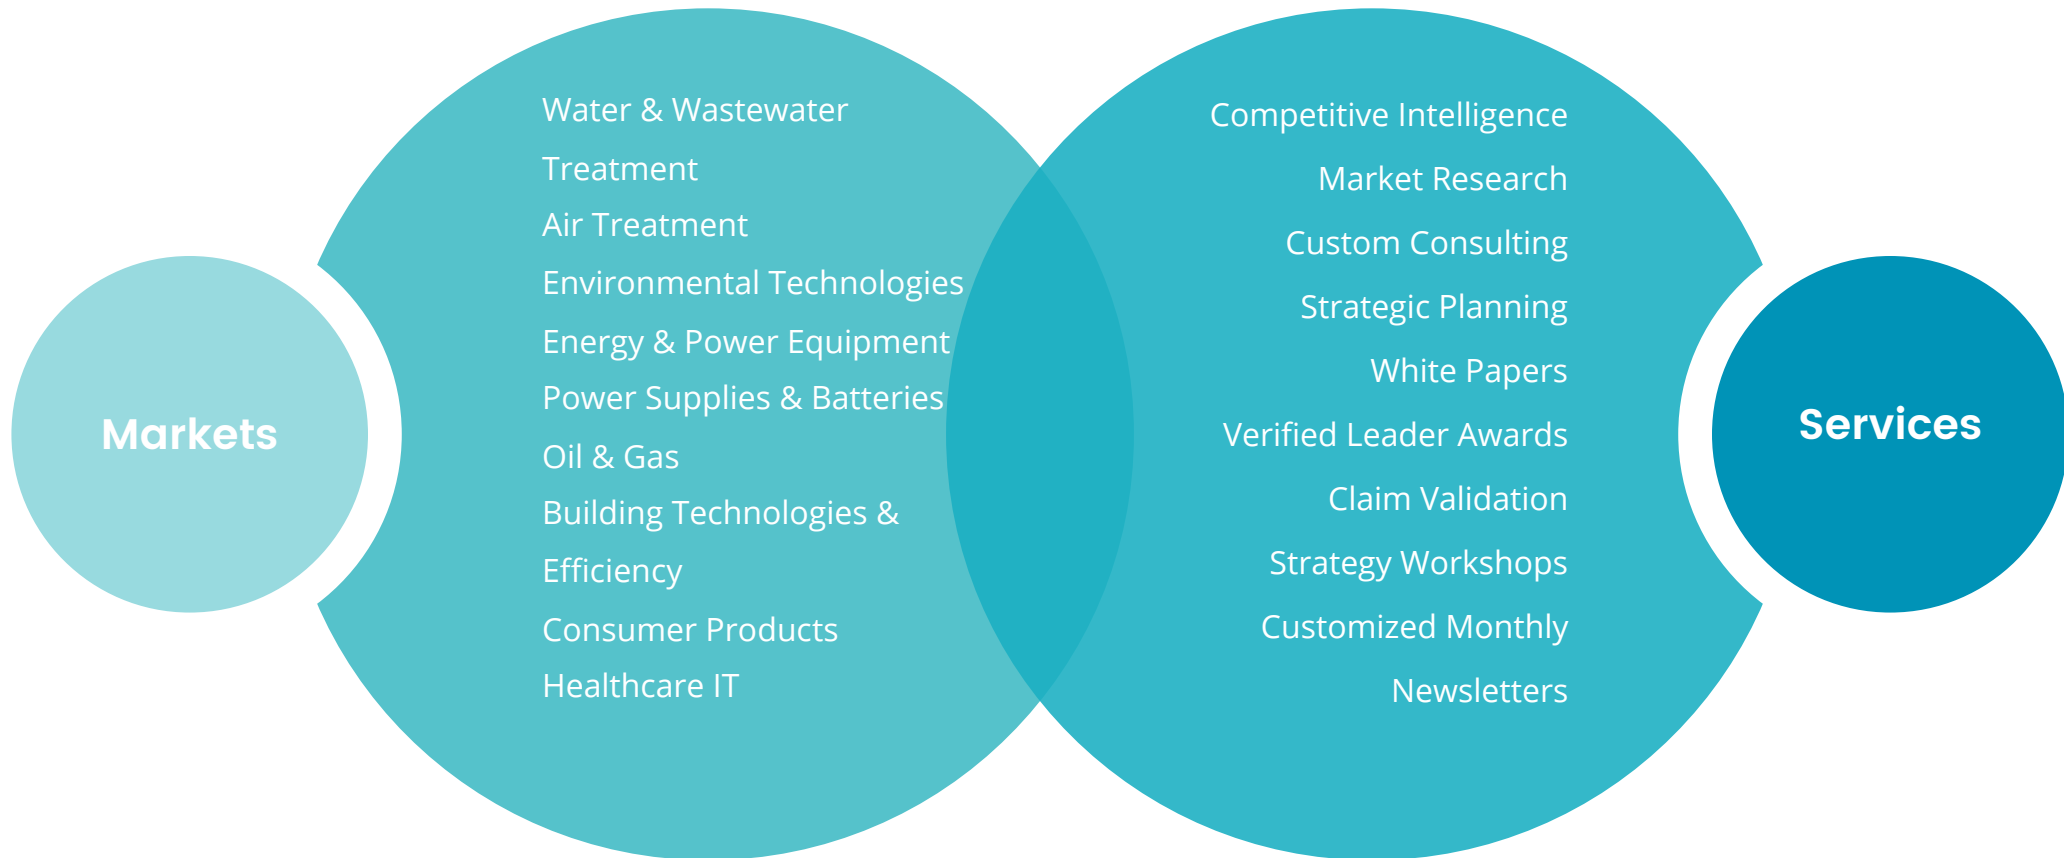 Markets
Water & Wastewater
Treatment
Air Treatment
Environmental Technologies
Energy & Power Equipment
Power Supplies & Batteries
Oil & Gas
Building Technologies &
Efficiency
Consumer Products
Healthcare IT
Competitive Intelligence
Market Research
Custom Consulting
Strategic Planning
White Papers
Verified Leader Awards
Claim Validation
Strategy Workshops
Customized Monthly
Newsletters
Services